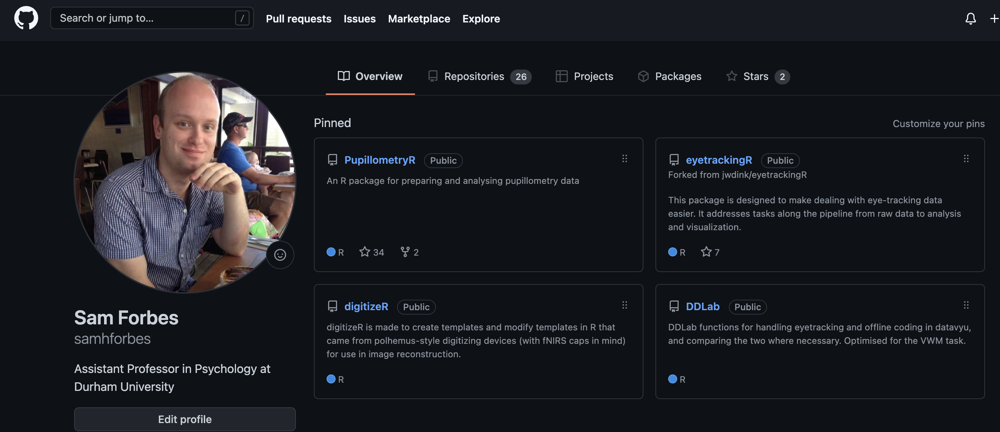 Search or jump to...
/
Pull requests
Issues
Marketplace
Explore
Overview
Repositories 26
Projects
Packages
Stars 2
Pinned
Customize your pins
PupillometryR Public
An R package for preparing and analysing pupillometry data
R 34 2
eyetrackingR Public
Forked from jwdink/eyetrackingR
This package is designed to make dealing with eye-tracking data
easier. It addresses tasks along the pipeline from raw data to analysis
and visualization.
R 7
digitizeR Public
digitizeR is made to create templates and modify templates in R that
came from polhemus-style digitizing devices (with fNIRS caps in mind)
for use in image reconstruction.
R
DDLab Public
DDLab functions for handling eyetracking and offline coding in datavyu,
and comparing the two where necessary. Optimised for the VWM task.
R
Sam Forbes
samhforbes
Assistant Professor in Psychology at
Durham University
Edit profile